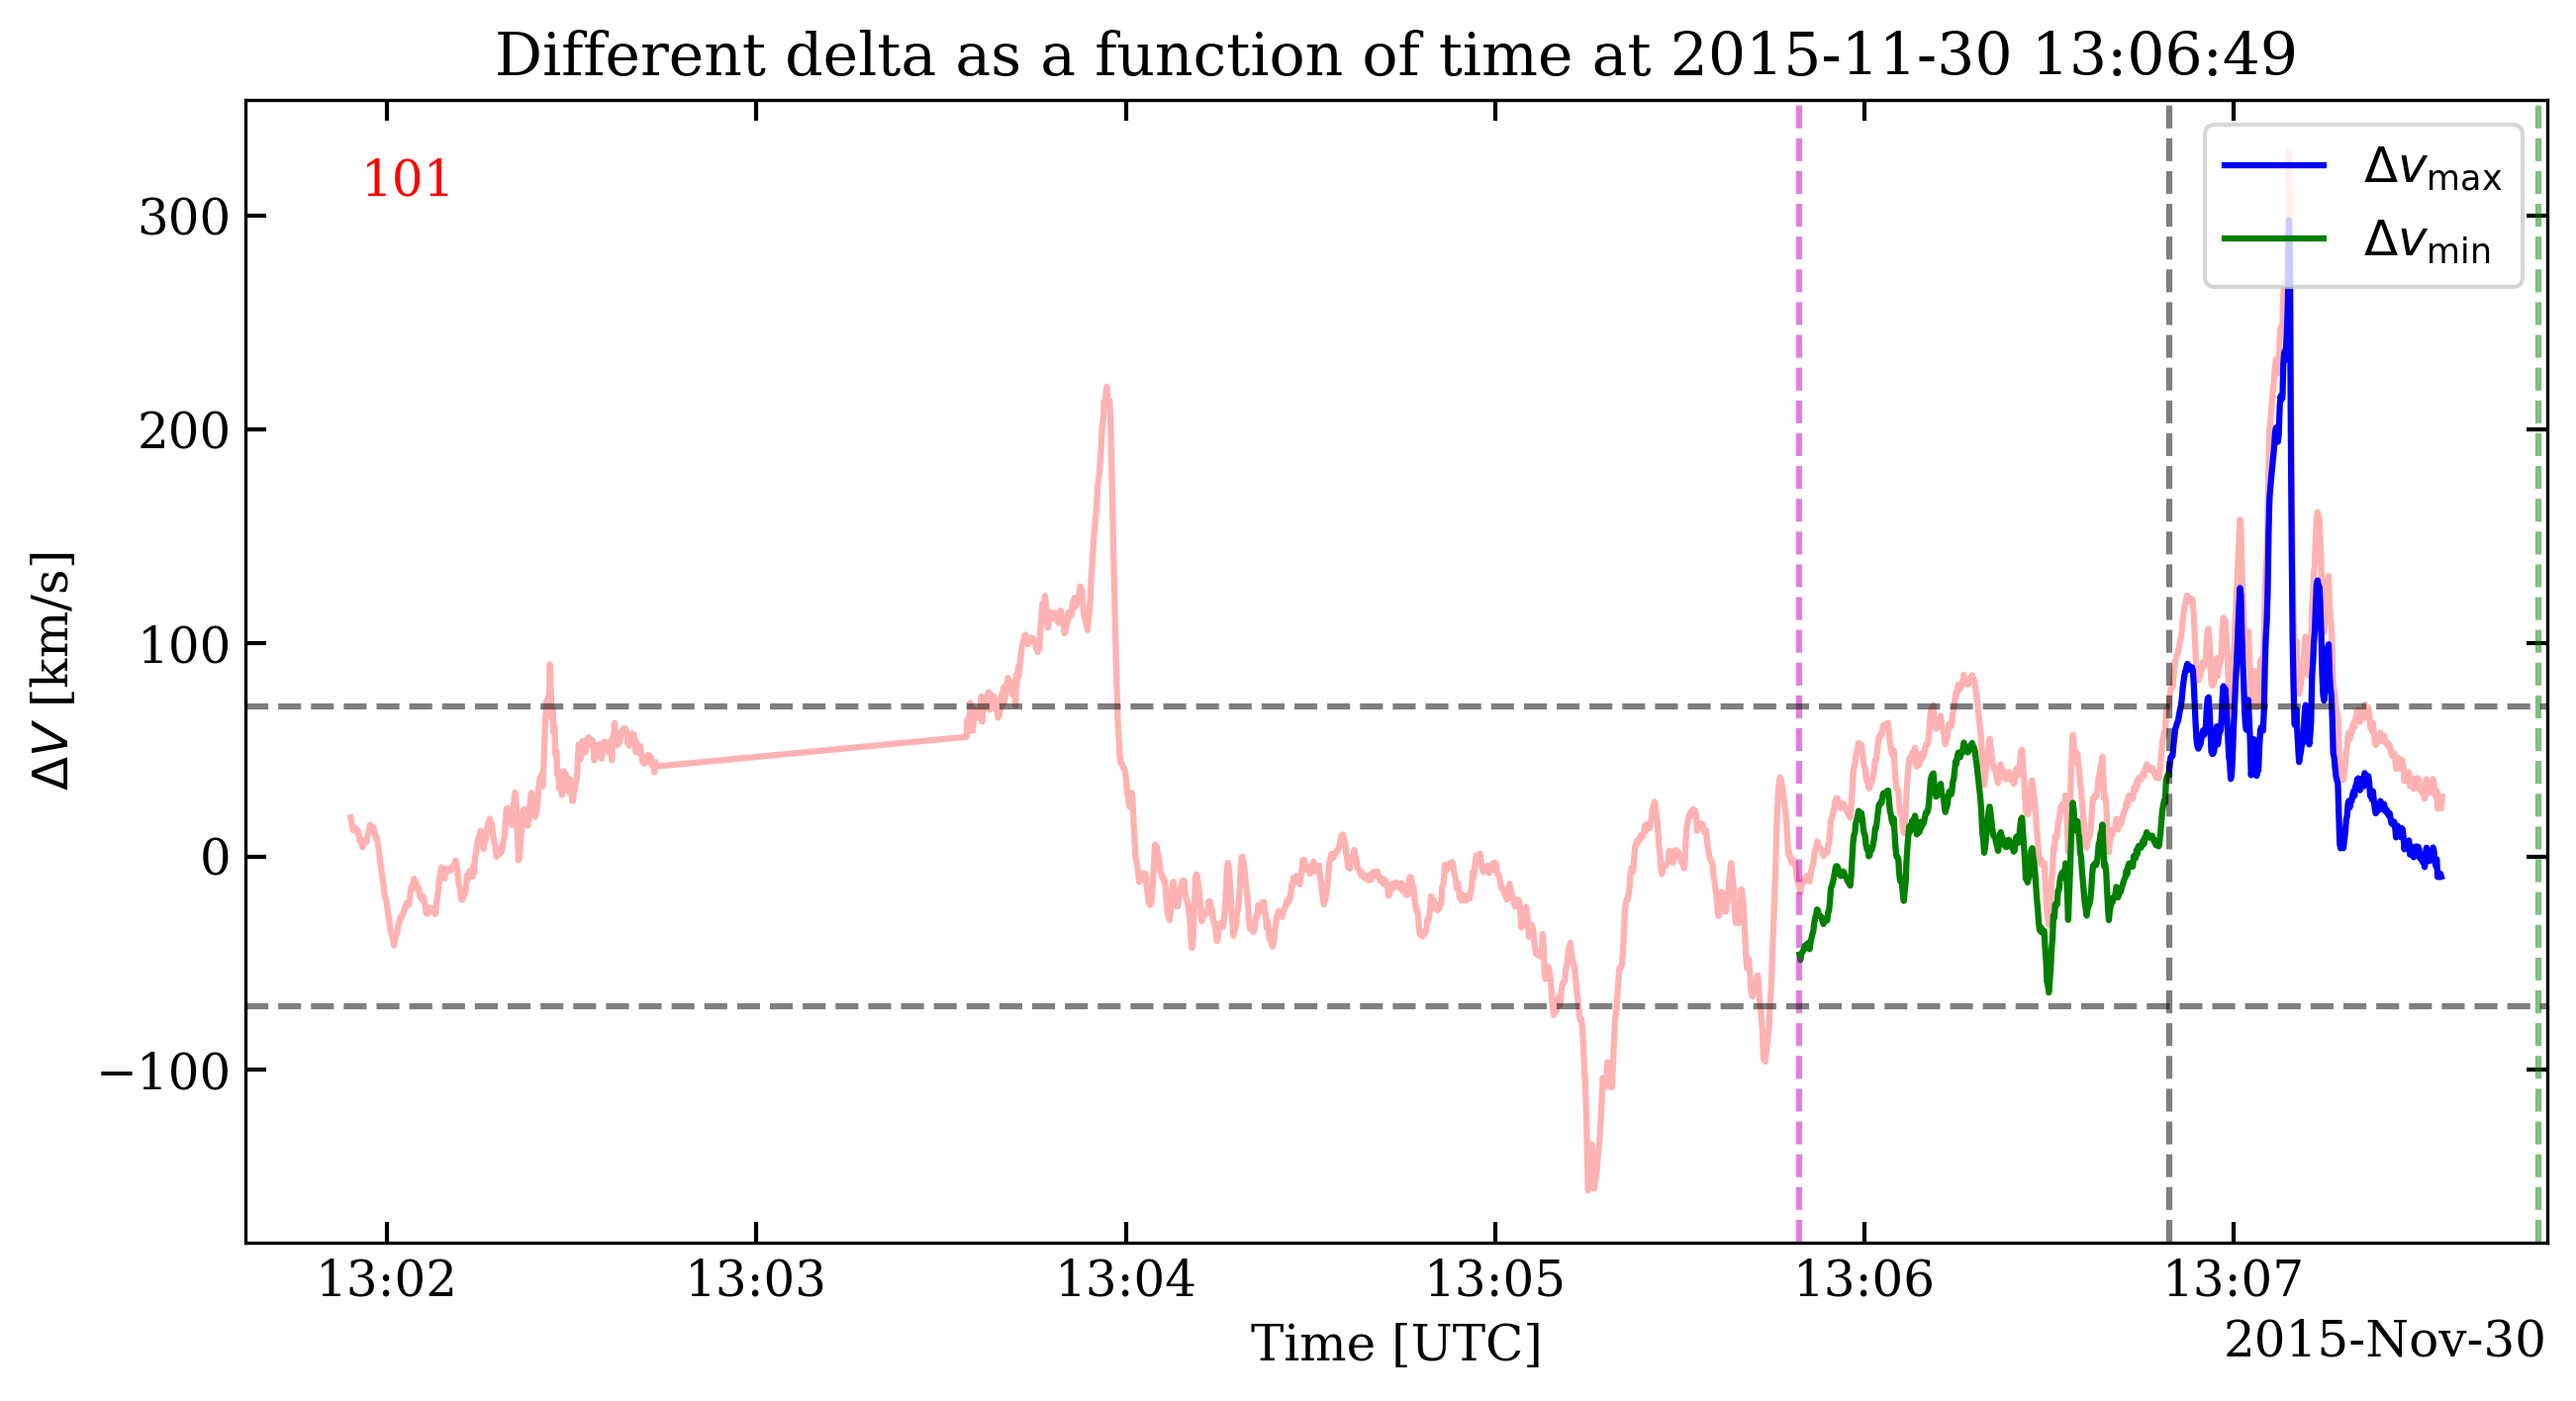 Different delta as a function of time at 2015-11-30 13:06:49
101
Δv_max
Δv_min
300
200
100
0
−100
ΔV [km/s]
13:02 13:03 13:04 13:05 13:06 13:07
Time [UTC]
2015-Nov-30